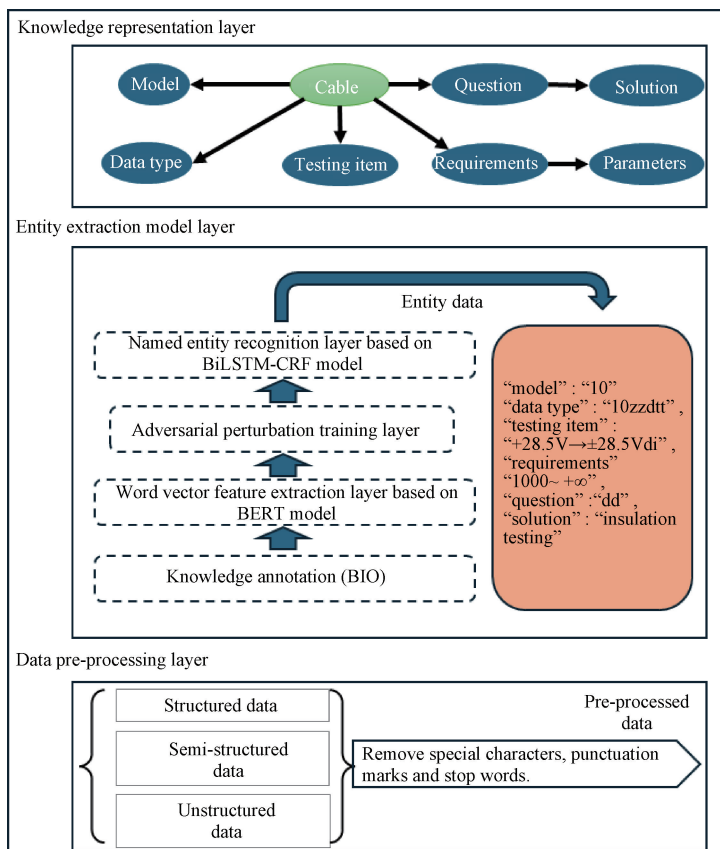 Knowledge representation layer
Model
Cable
Question
Solution
Data type
Testing item
Requirements
Parameters
Entity extraction model layer
Entity data
Named entity recognition layer based on
BiLSTM-CRF model
Adversarial perturbation training layer
Word vector feature extraction layer based on
BERT model
Knowledge annotation (BIO)
“model” : “10”
“data type” : “10zzdtt” ,
“testing item” :
“+28.5V→±28.5Vdi” ,
“requirements”
“1000~ +∞” ,
“question” :“dd” ,
“solution” : “insulation
testing”
Data pre-processing layer
Structured data
Semi-structured
data
Unstructured
data
Pre-processed
data
Remove special characters, punctuation
marks and stop words.